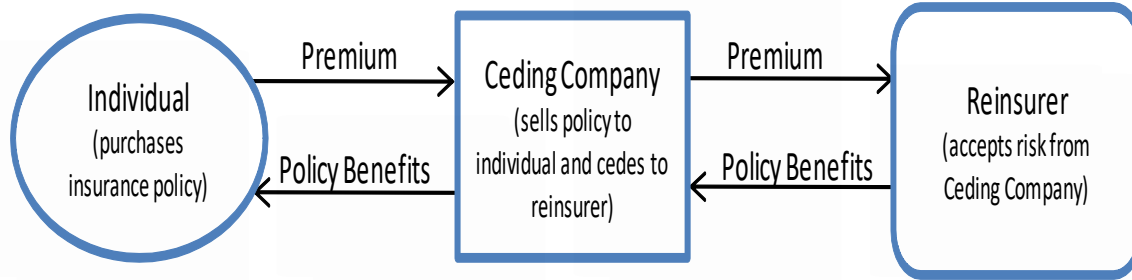 Individual
(purchases
insurance policy)
Premium
Policy Benefits
Ceding Company
(sells policy to
individual and cedes to
reinsurer)
Premium
Policy Benefits
Reinsurer
(accepts risk from
Ceding Company)